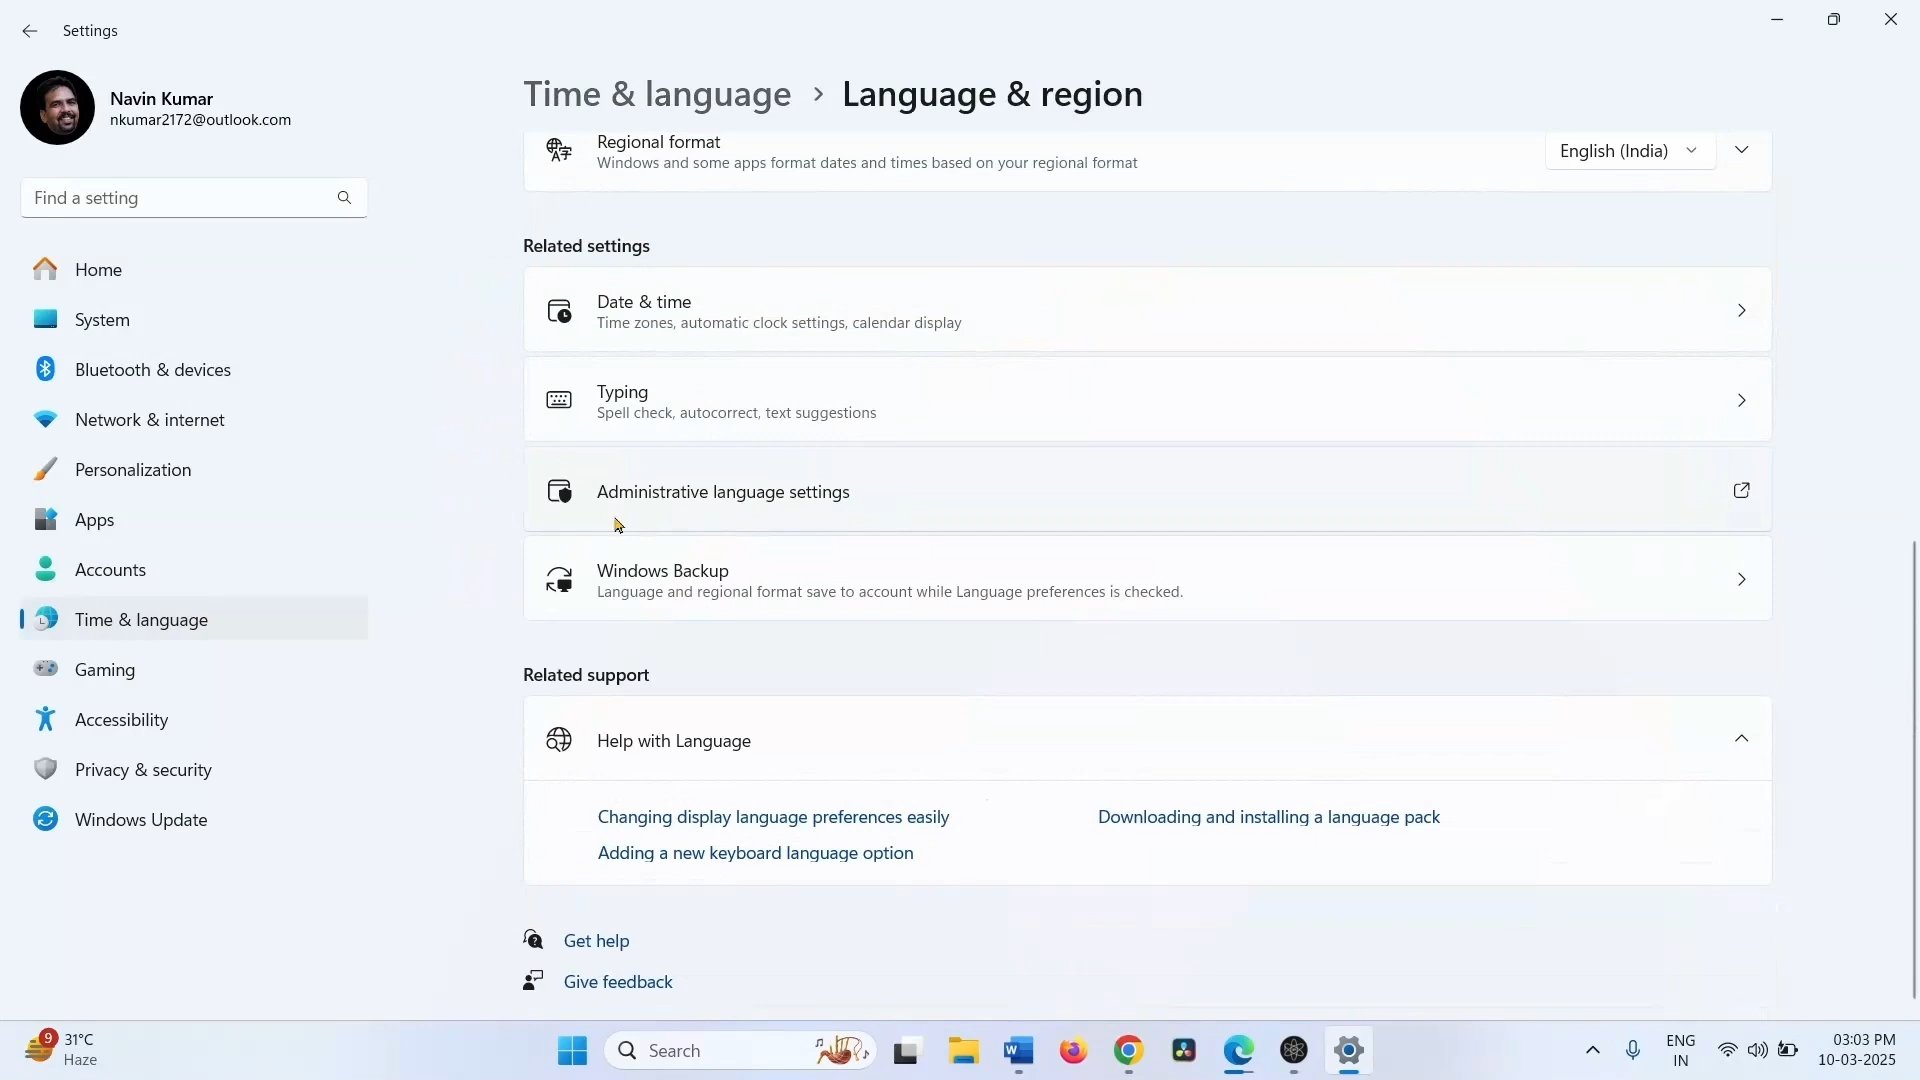 Settings
Navin Kumar
nkumar2172@outlook.com
Find a setting
Home
System
Bluetooth & devices
Network & internet
Personalization
Apps
Accounts
Time & language
Gaming
Accessibility
Privacy & security
Windows Update
Time & language › Language & region
Regional format
Windows and some apps format dates and times based on your regional format
English (India)
Related settings
Date & time
Time zones, automatic clock settings, calendar display
Typing
Spell check, autocorrect, text suggestions
Administrative language settings
Windows Backup
Language and regional format save to account while Language preferences is checked.
Related support
Help with Language
Changing display language preferences easily
Downloading and installing a language pack
Adding a new keyboard language option
Get help
Give feedback
9
31°C
Haze
Search
W
ENG
IN
03:03 PM
10-03-2025